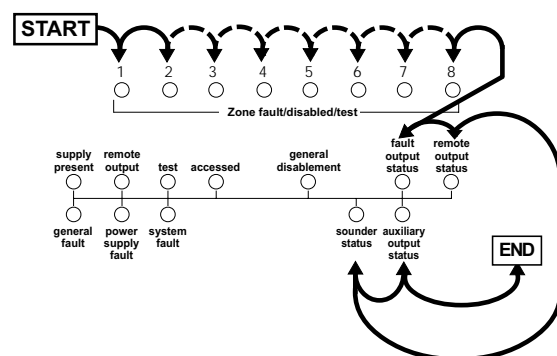 START
1 2 3 4 5 6 7 8
Zone fault/disabled/test
supply
present
remote
output
test
accessed
general
disablement
fault
output
status
remote
output
status
general
fault
power
supply
fault
system
fault
sounder
status
auxiliary
output
status
END